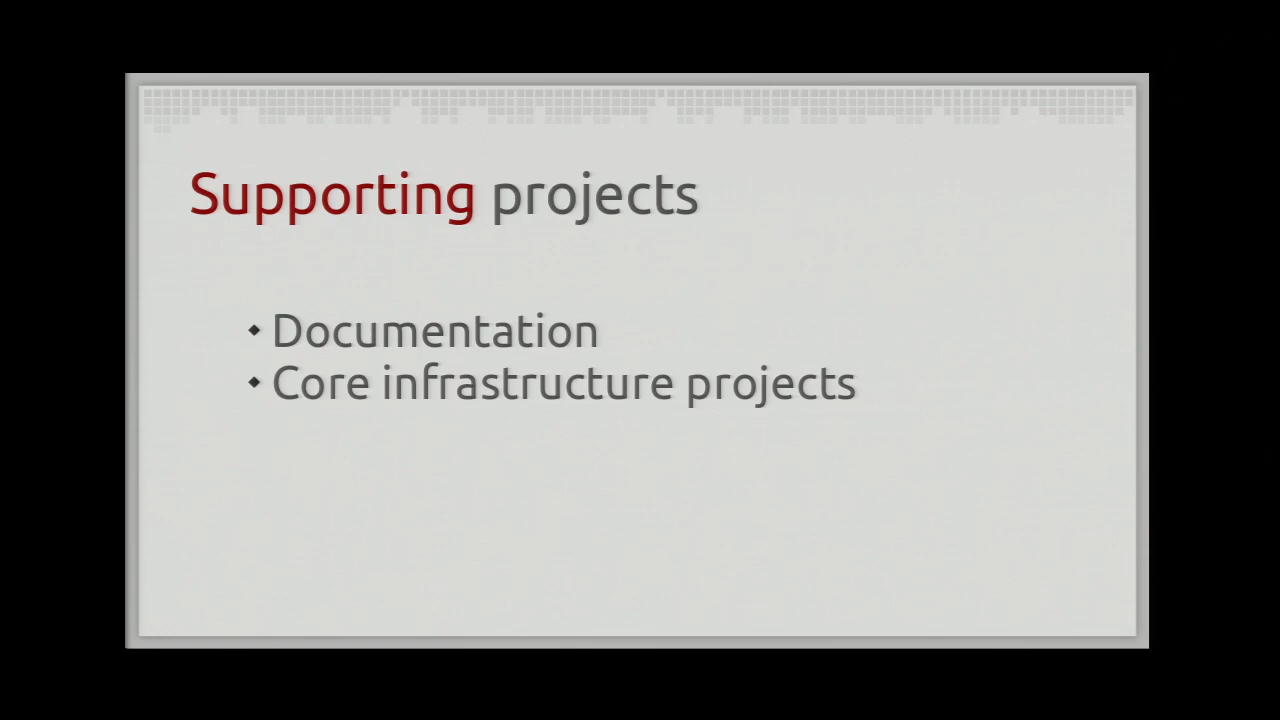 Supporting projects
Documentation
Core infrastructure projects